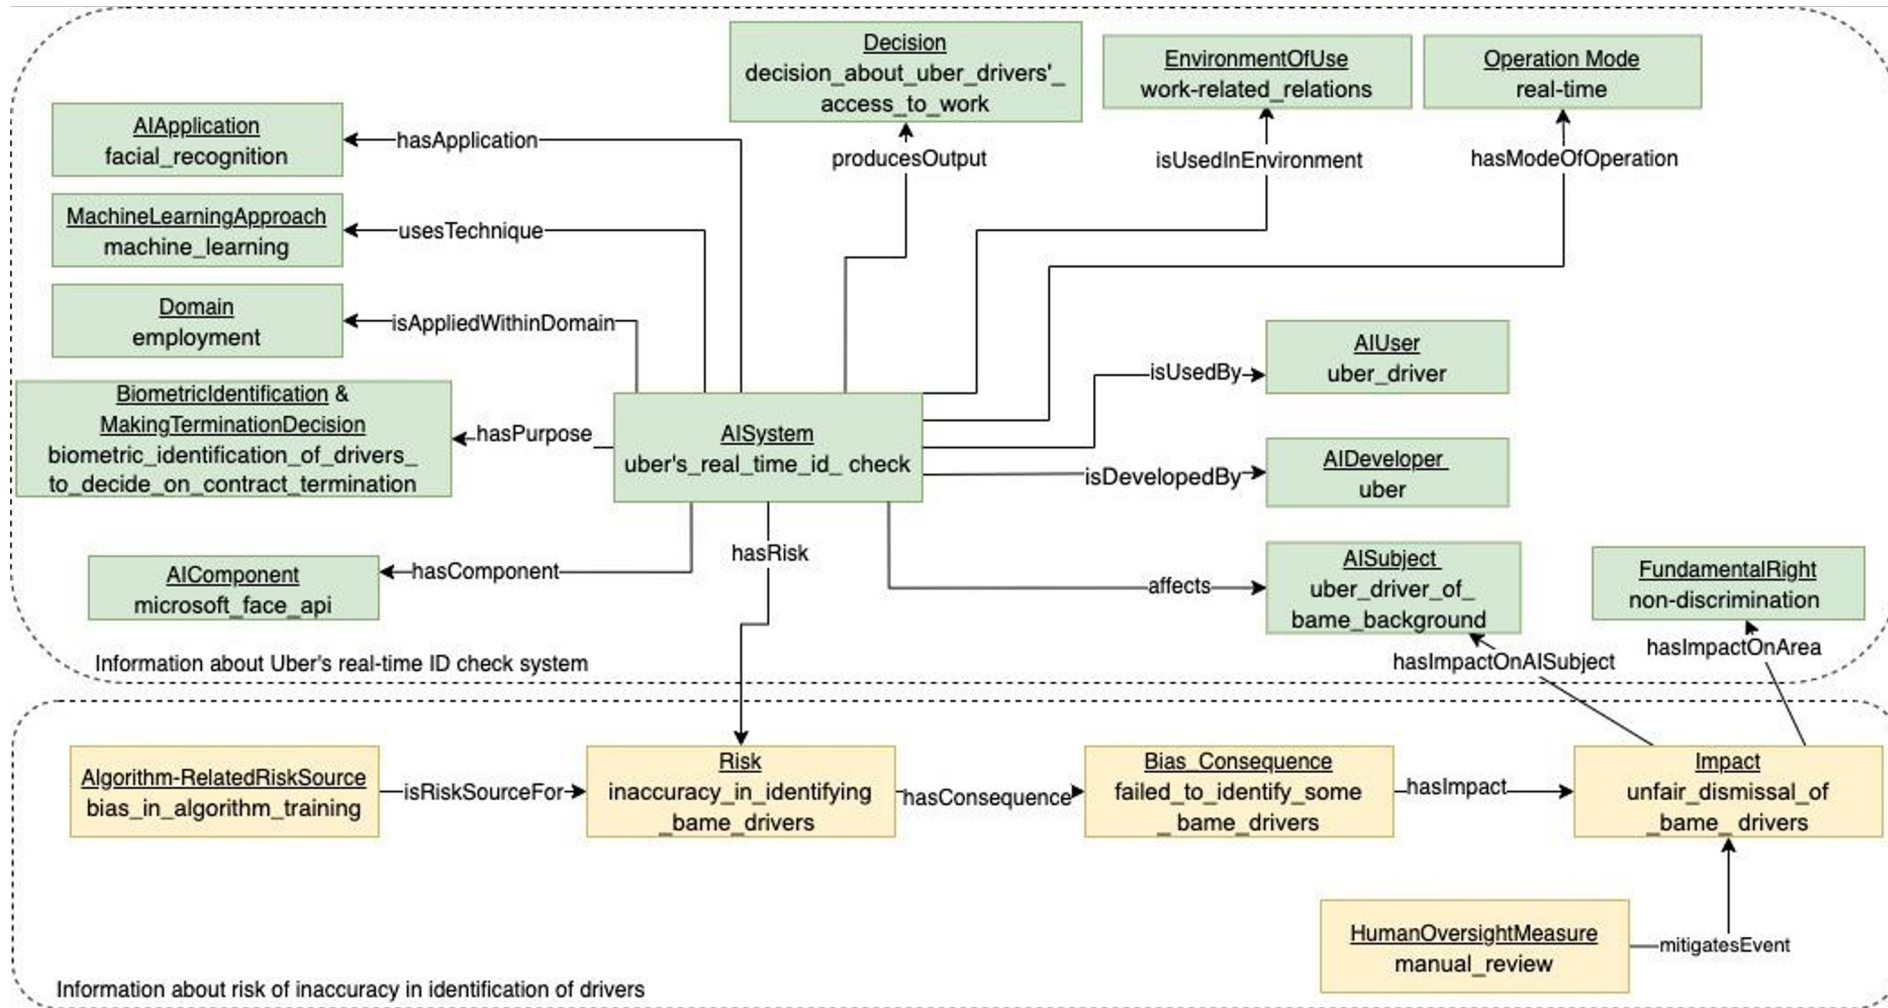 Decision
decision_about_uber_drivers'_
access_to_work
EnvironmentOfUse
work-related_relations
Operation Mode
real-time
AIApplication
facial_recognition
hasApplication
producesOutput
isUsedInEnvironment
hasModeOfOperation
MachineLearningApproach
machine_learning
usesTechnique
Domain
employment
isAppliedWithinDomain
AIUser
uber_driver
isUsedBy
BiometricIdentification &
MakingTerminationDecision
biometric_identification_of_drivers_
to_decide_on_contract_termination
hasPurpose
AISystem
uber's_real_time_id_ check
isDevelopedBy
AIDeveloper
uber
hasRisk
AIComponent
microsoft_face_api
hasComponent
affects
AISubject
uber_driver_of_
bame_background
FundamentalRight
non-discrimination
hasImpactOnArea
hasImpactOnAISubject
Information about Uber's real-time ID check system
Algorithm-RelatedRiskSource
bias_in_algorithm_training
isRiskSourceFor
Risk
inaccuracy_in_identifying
_bame_drivers
hasConsequence
Bias_Consequence
failed_to_identify_some
_ bame_drivers
hasImpact
Impact
unfair_dismissal_of
_bame_ drivers
HumanOversightMeasure
manual_review
mitigatesEvent
Information about risk of inaccuracy in identification of drivers